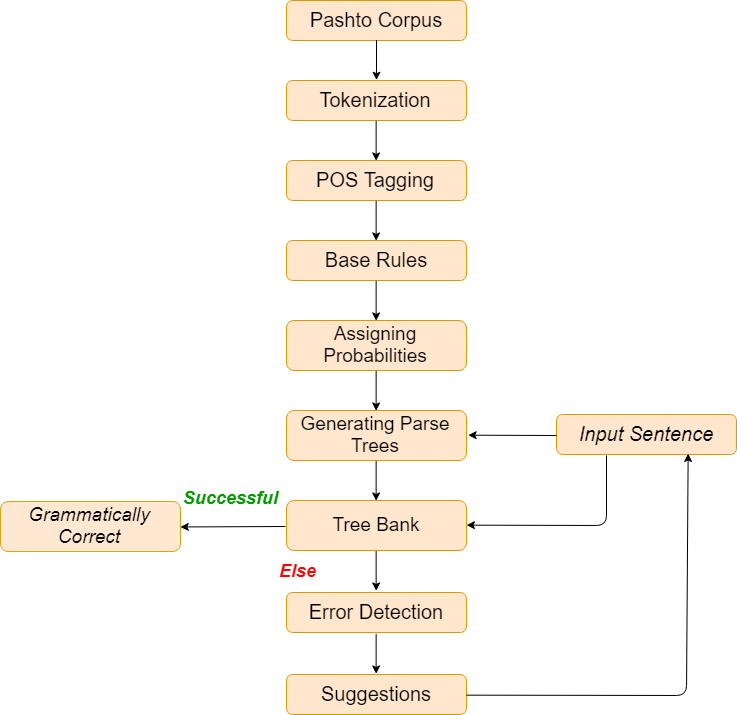 Pashto Corpus
Tokenization
POS Tagging
Base Rules
Assigning
Probabilities
Generating Parse
Trees
Input Sentence
Successful
Grammatically
Correct
Tree Bank
Else
Error Detection
Suggestions